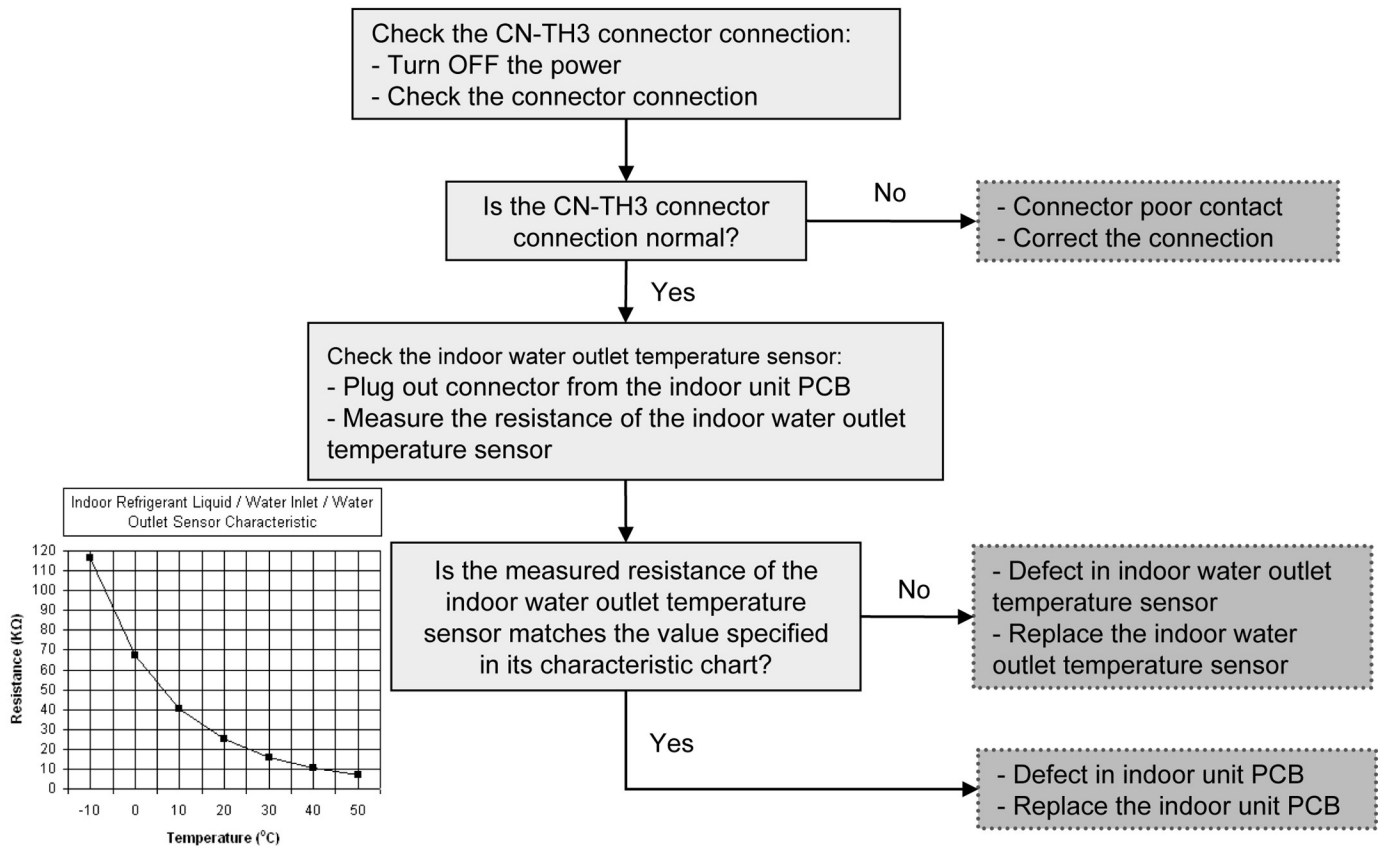 Check the CN-TH3 connector connection:
- Turn OFF the power
- Check the connector connection
Is the CN-TH3 connector
connection normal?
No
- Connector poor contact
- Correct the connection
Yes
Check the indoor water outlet temperature sensor:
- Plug out connector from the indoor unit PCB
- Measure the resistance of the indoor water outlet
temperature sensor
Indoor Refrigerant Liquid / Water Inlet / Water
Outlet Sensor Characteristic
120
110
100
90
80
70
60
50
40
30
20
10
0
Resistance (KΩ)
-10 0 10 20 30 40 50
Temperature (°C)
Is the measured resistance of the
indoor water outlet temperature
sensor matches the value specified
in its characteristic chart?
No
- Defect in indoor water outlet
temperature sensor
- Replace the indoor water
outlet temperature sensor
Yes
- Defect in indoor unit PCB
- Replace the indoor unit PCB